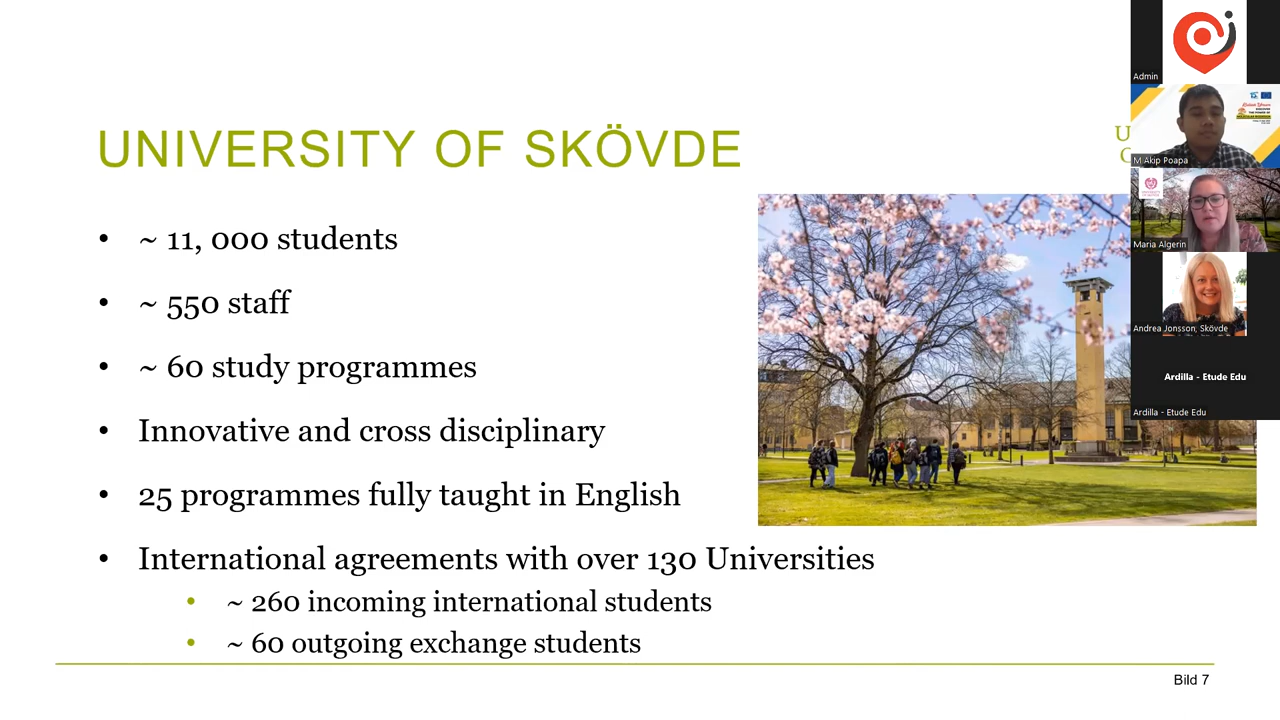 UNIVERSITY OF SKÖVDE
• ~ 11, 000 students
• ~ 550 staff
• ~ 60 study programmes
• Innovative and cross disciplinary
• 25 programmes fully taught in English
• International agreements with over 130 Universities
• ~ 260 incoming international students
• ~ 60 outgoing exchange students
Bild 7
Admin
M Akip Poapa
Maria Algerin
Andrea Jonsson, Skövde
Ardilla - Etude Edu
Ardilla - Etude Edu